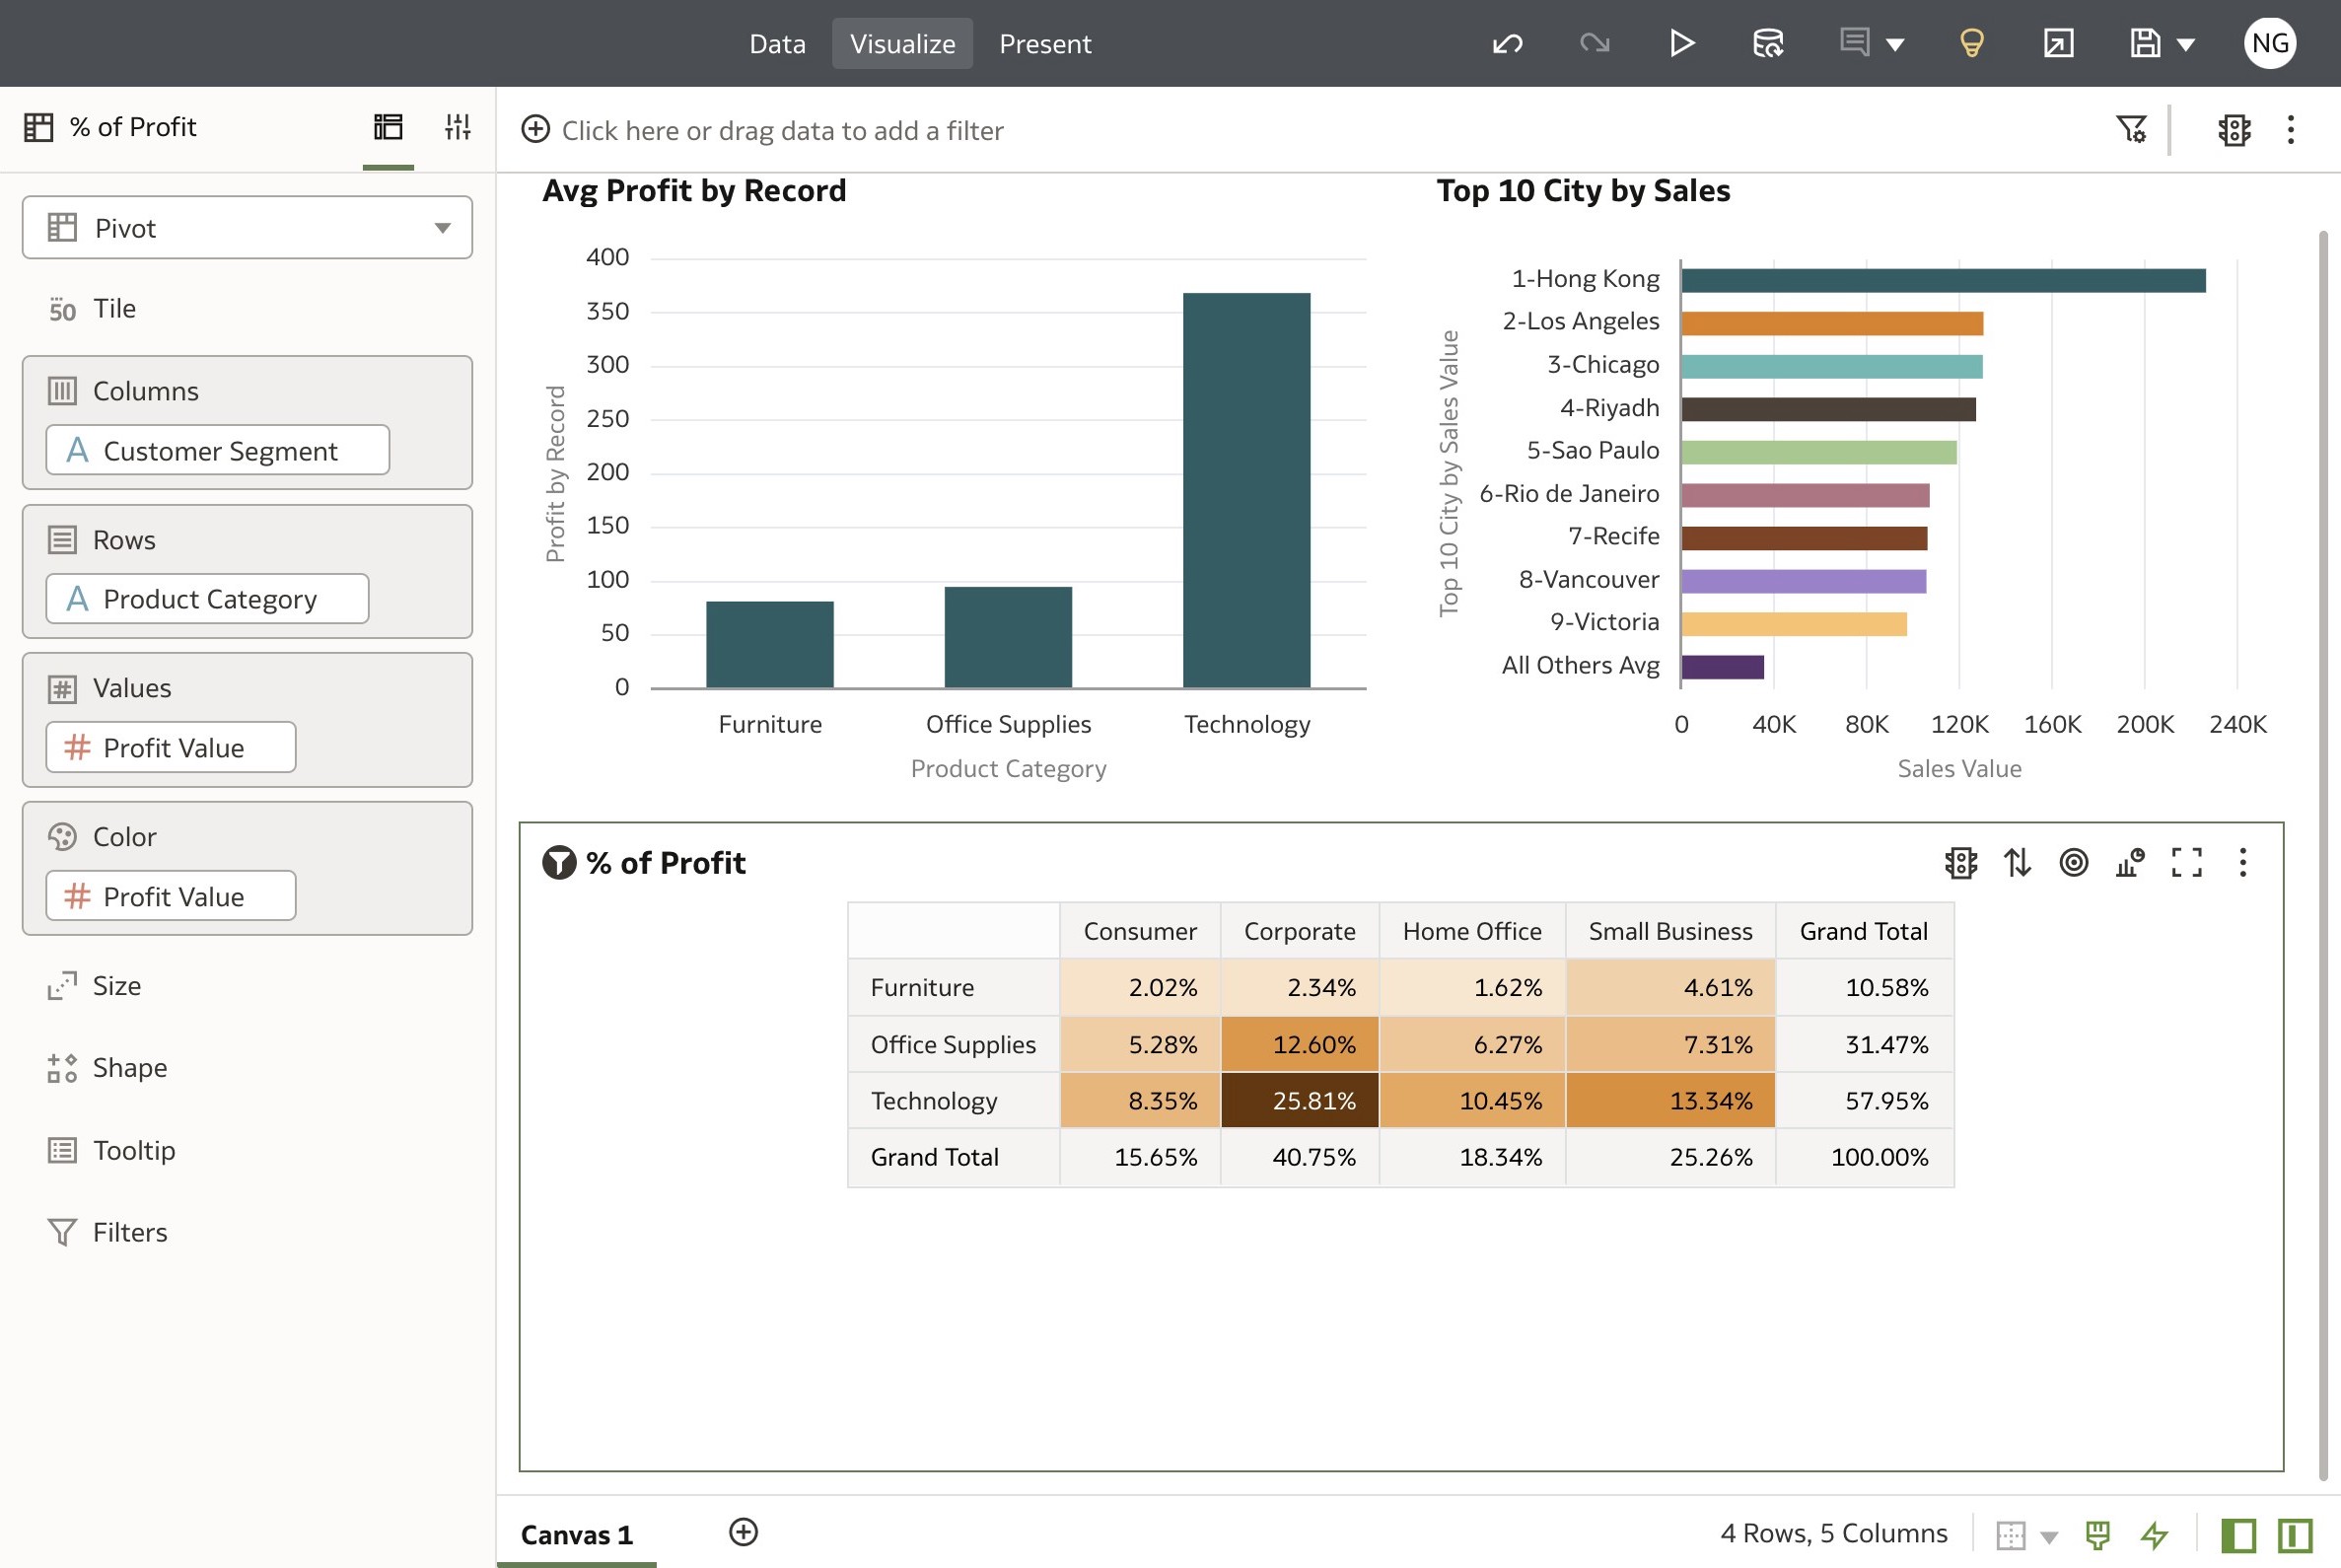 Data Visualize Present NG
% of Profit
Click here or drag data to add a filter
Pivot
50 Tile
Columns
A Customer Segment
Rows
A Product Category
Values
# Profit Value
Color
# Profit Value
Size
Shape
Tooltip
Filters
Avg Profit by Record
Profit by Record
400
350
300
250
200
150
100
50
0
Furniture Office Supplies Technology
Product Category
Top 10 City by Sales
Top 10 City by Sales Value
1-Hong Kong
2-Los Angeles
3-Chicago
4-Riyadh
5-Sao Paulo
6-Rio de Janeiro
7-Recife
8-Vancouver
9-Victoria
All Others Avg
0 40K 80K 120K 160K 200K 240K
Sales Value
% of Profit
Consumer Corporate Home Office Small Business Grand Total
Furniture 2.02% 2.34% 1.62% 4.61% 10.58%
Office Supplies 5.28% 12.60% 6.27% 7.31% 31.47%
Technology 8.35% 25.81% 10.45% 13.34% 57.95%
Grand Total 15.65% 40.75% 18.34% 25.26% 100.00%
Canvas 1
4 Rows, 5 Columns